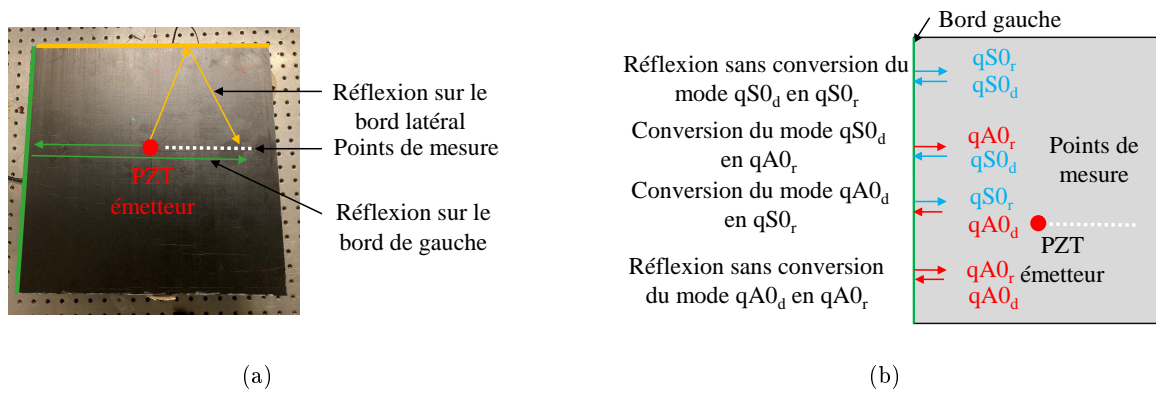 Réflexion sur le
bord latéral
Points de mesure
PZT
émetteur
Réflexion sur le
bord de gauche
(a)
Bord gauche
Réflexion sans conversion du
mode qS0d en qS0r
Conversion du mode qS0d
en qA0r
Conversion du mode qA0d
en qS0r
Réflexion sans conversion
du mode qA0d en qA0r
qS0r
qS0d
qA0r
qS0d
qS0r
qA0d
qA0r
qA0d
Points de
mesure
PZT
émetteur
(b)